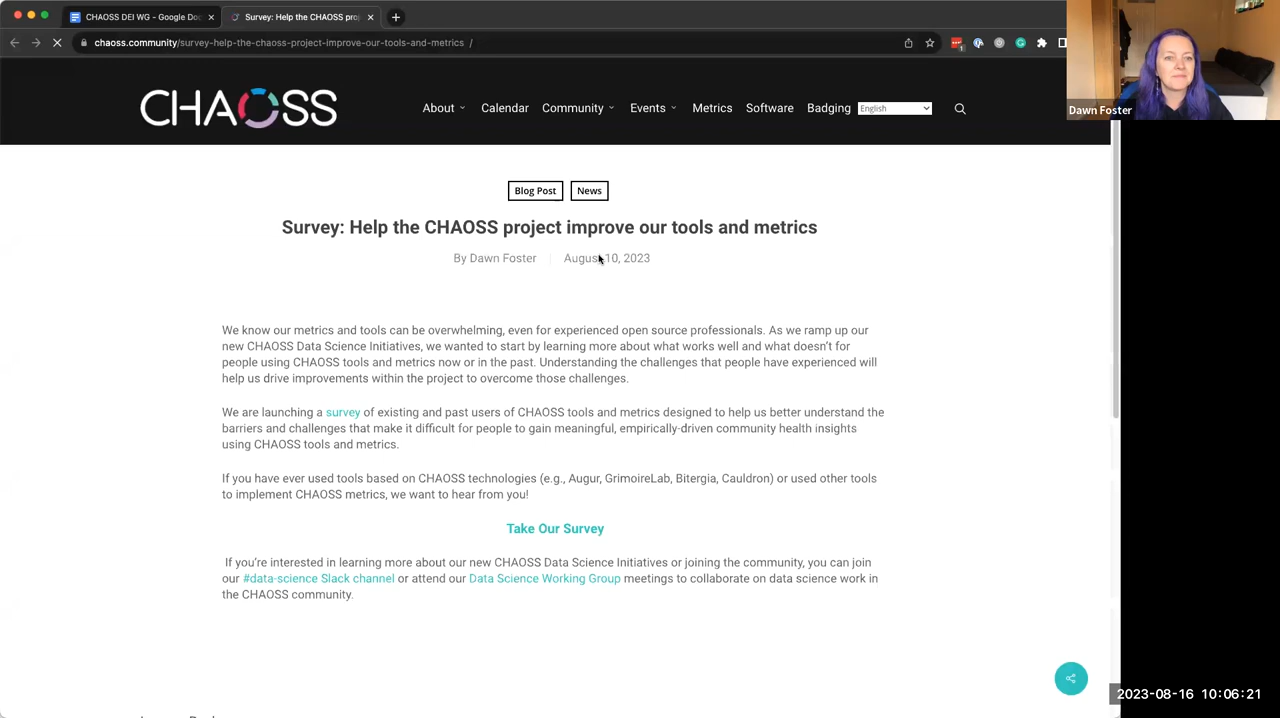 CHAOSS DEI WG - Google Doc
Survey: Help the CHAOSS proj
chaoss.community/survey-help-the-chaoss-project-improve-our-tools-and-metrics/
Dawn Foster
CHAOSS
About Calendar Community Events Metrics Software Badging English
Blog Post News
Survey: Help the CHAOSS project improve our tools and metrics
By Dawn Foster August 10, 2023
We know our metrics and tools can be overwhelming, even for experienced open source professionals. As we ramp up our
new CHAOSS Data Science Initiatives, we wanted to start by learning more about what works well and what doesn't for
people using CHAOSS tools and metrics now or in the past. Understanding the challenges that people have experienced will
help us drive improvements within the project to overcome those challenges.
We are launching a survey of existing and past users of CHAOSS tools and metrics designed to help us better understand the
barriers and challenges that make it difficult for people to gain meaningful, empirically-driven community health insights
using CHAOSS tools and metrics.
If you have ever used tools based on CHAOSS technologies (e.g., Augur, GrimoireLab, Bitergia, Cauldron) or used other tools
to implement CHAOSS metrics, we want to hear from you!
Take Our Survey
If you're interested in learning more about our new CHAOSS Data Science Initiatives or joining the community, you can join
our #data-science Slack channel or attend our Data Science Working Group meetings to collaborate on data science work in
the CHAOSS community.
2023-08-16 10:06:21